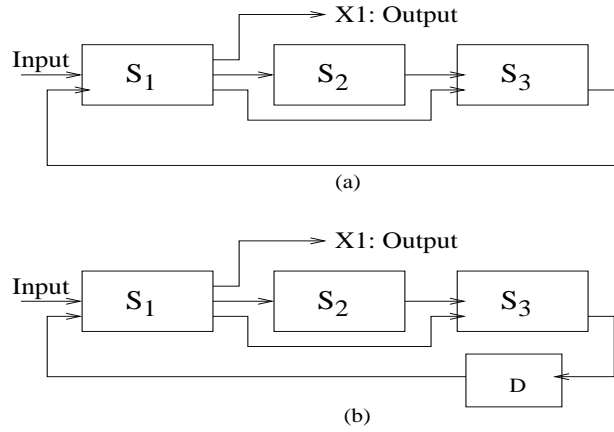 X1: Output
Input
S1
S2
S3
(a)
X1: Output
Input
S1
S2
S3
D
(b)